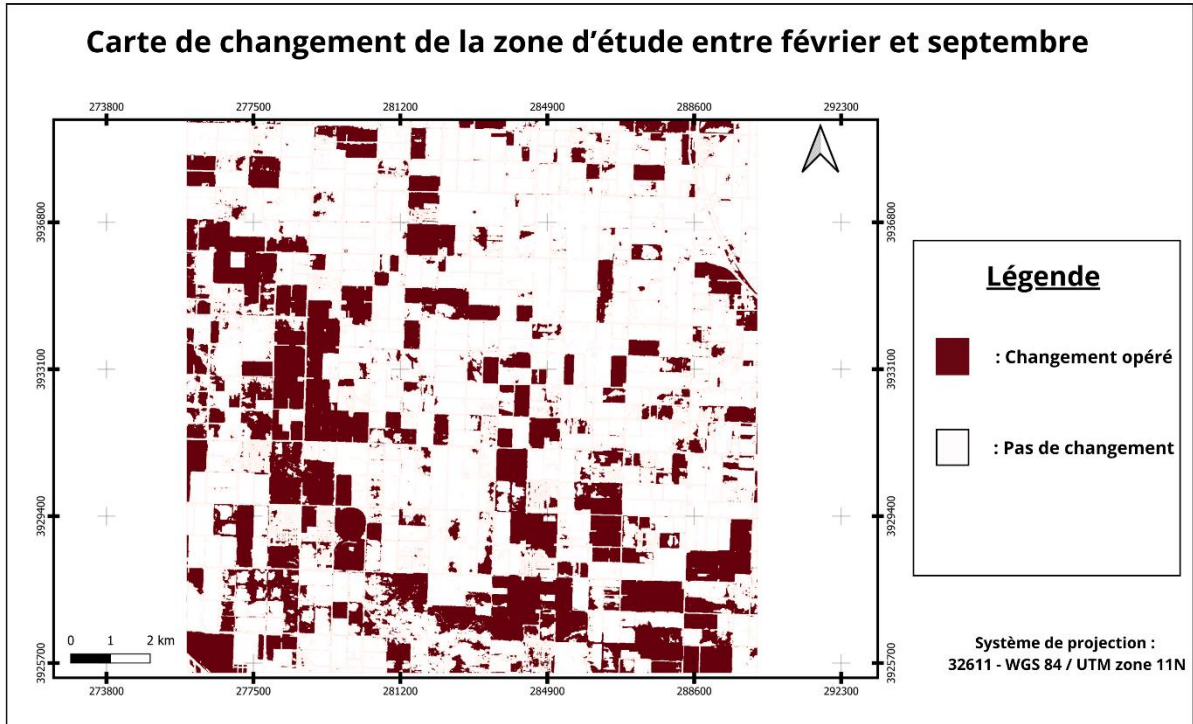 Carte de changement de la zone d’étude entre février et septembre
273800 277500 281200 284900 288600 292300
3936800 3936800
3933100 3933100
3929400 3929400
3925700 3925700
0 1 2 km
273800 277500 281200 284900 288600 292300
Légende
: Changement opéré
: Pas de changement
Système de projection :
32611 - WGS 84 / UTM zone 11N